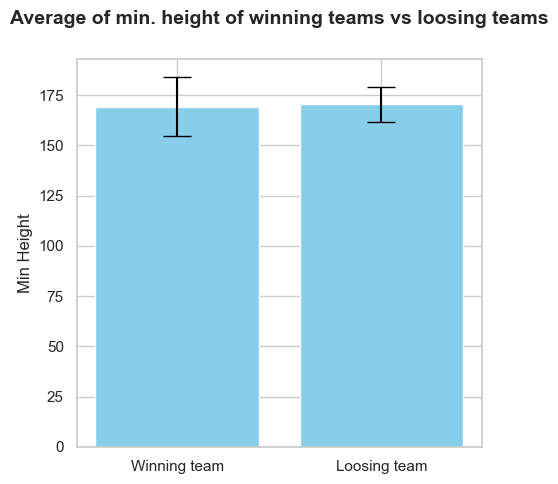 Average of min. height of winning teams vs loosing teams
175
150
125
100
75
50
25
0
Min Height
Winning team
Loosing team